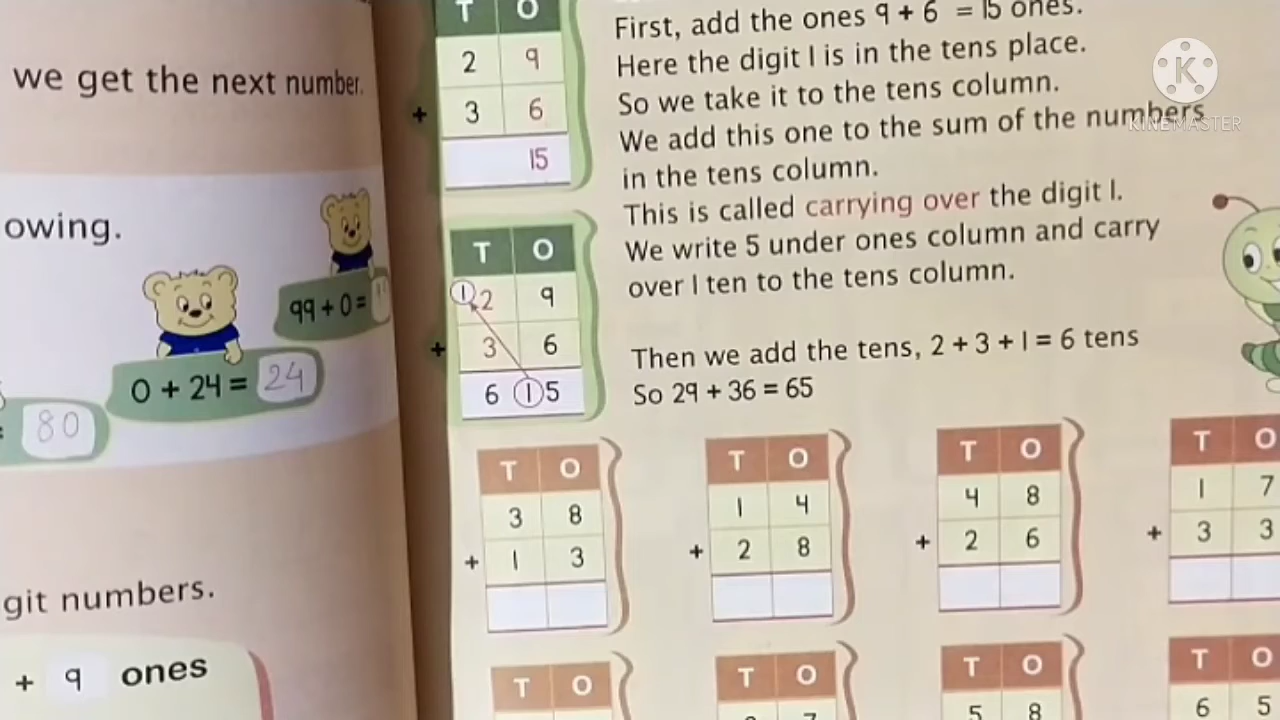 we get the next number.
owing.
99 + 0 =
0 + 24 = 24
80
git numbers.
+ 9 ones
T O
2 9
+ 3 6
15
First, add the ones 9 + 6 = 15 ones.
Here the digit 1 is in the tens place.
So we take it to the tens column.
We add this one to the sum of the numbers
in the tens column.
This is called carrying over the digit 1.
We write 5 under ones column and carry
over 1 ten to the tens column.
T O
1 2 9
+ 3 6
6 1 5
Then we add the tens, 2 + 3 + 1 = 6 tens
So 29 + 36 = 65
T O
3 8
+ 1 3
T O
1 4
+ 2 8
T O
4 8
+ 2 6
T O
1 7
+ 3 3
T O
T O
7
T O
5 8
T O
6 5
K
KINEMASTER